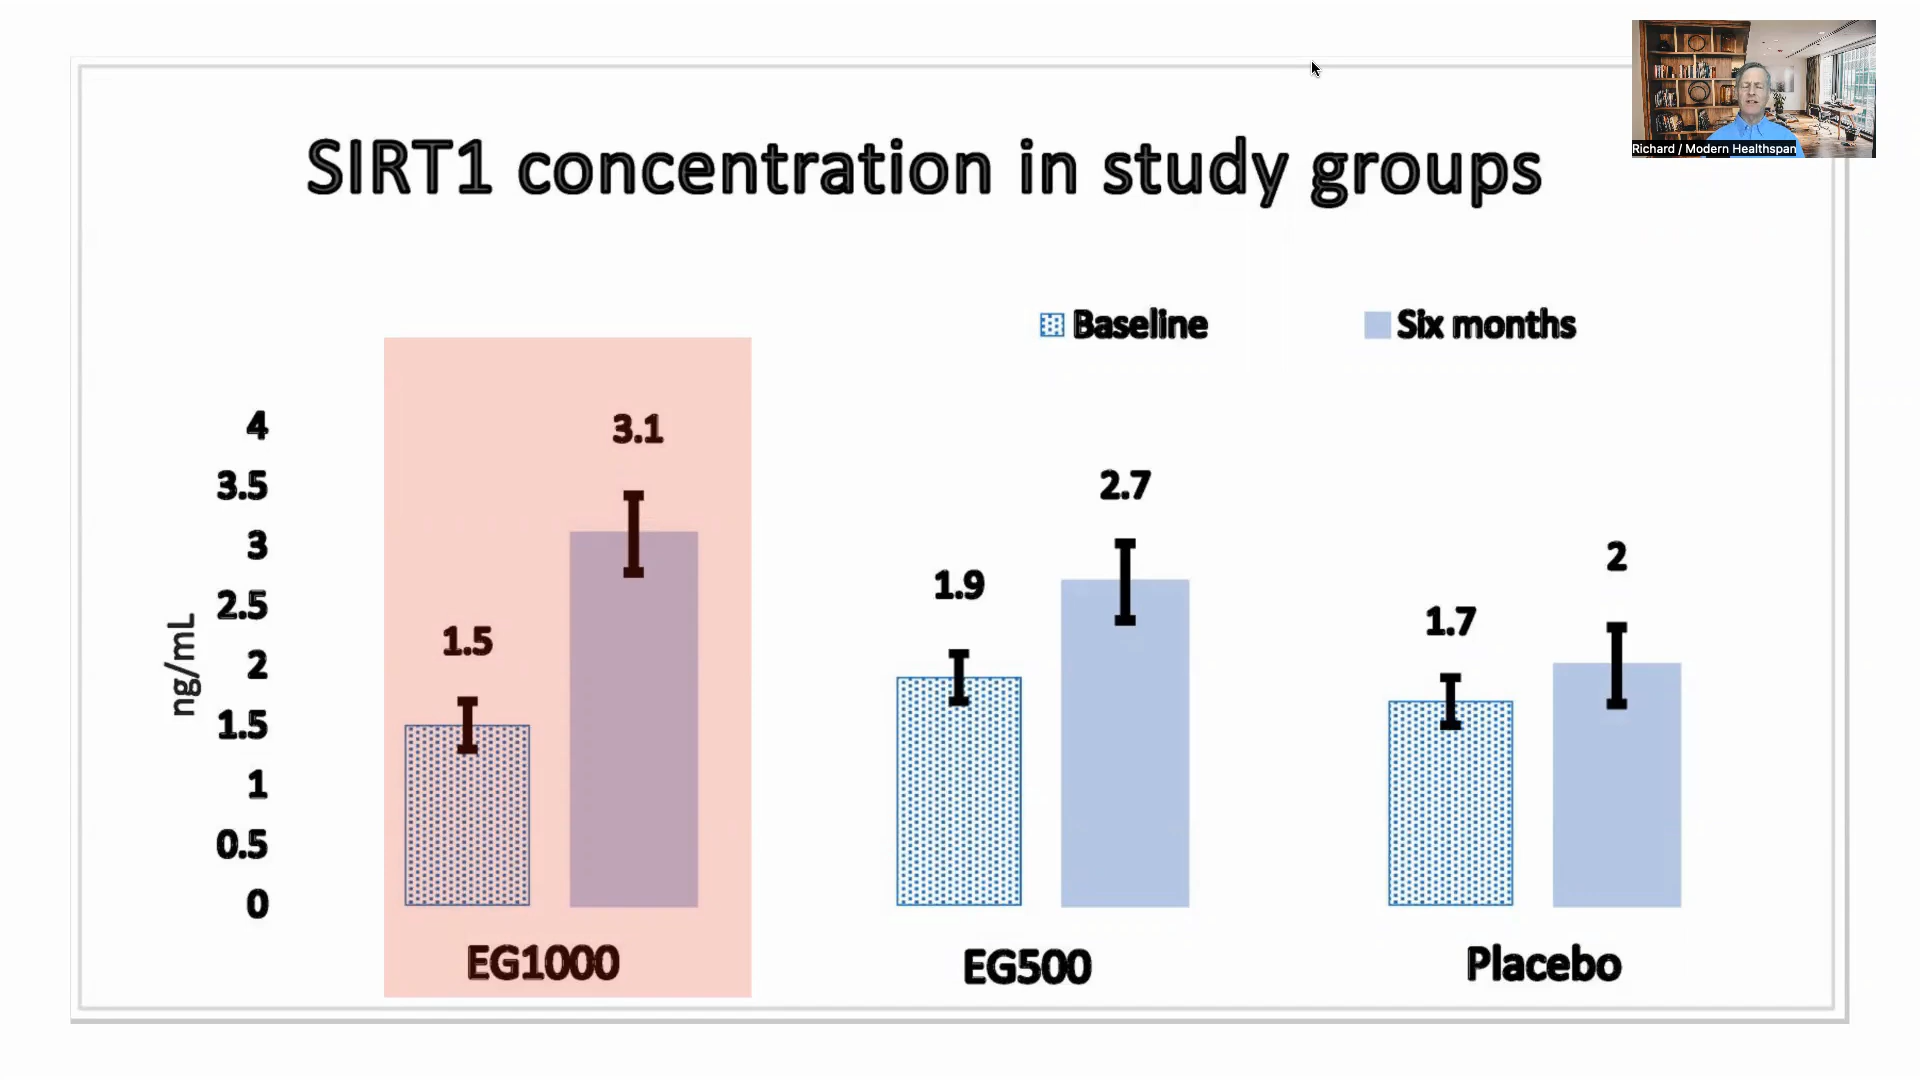 Richard / Modern Healthspan
SIRT1 concentration in study groups
Baseline
Six months
ng/mL
4
3.5
3
2.5
2
1.5
1
0.5
0
1.5
3.1
1.9
2.7
1.7
2
EG1000
EG500
Placebo